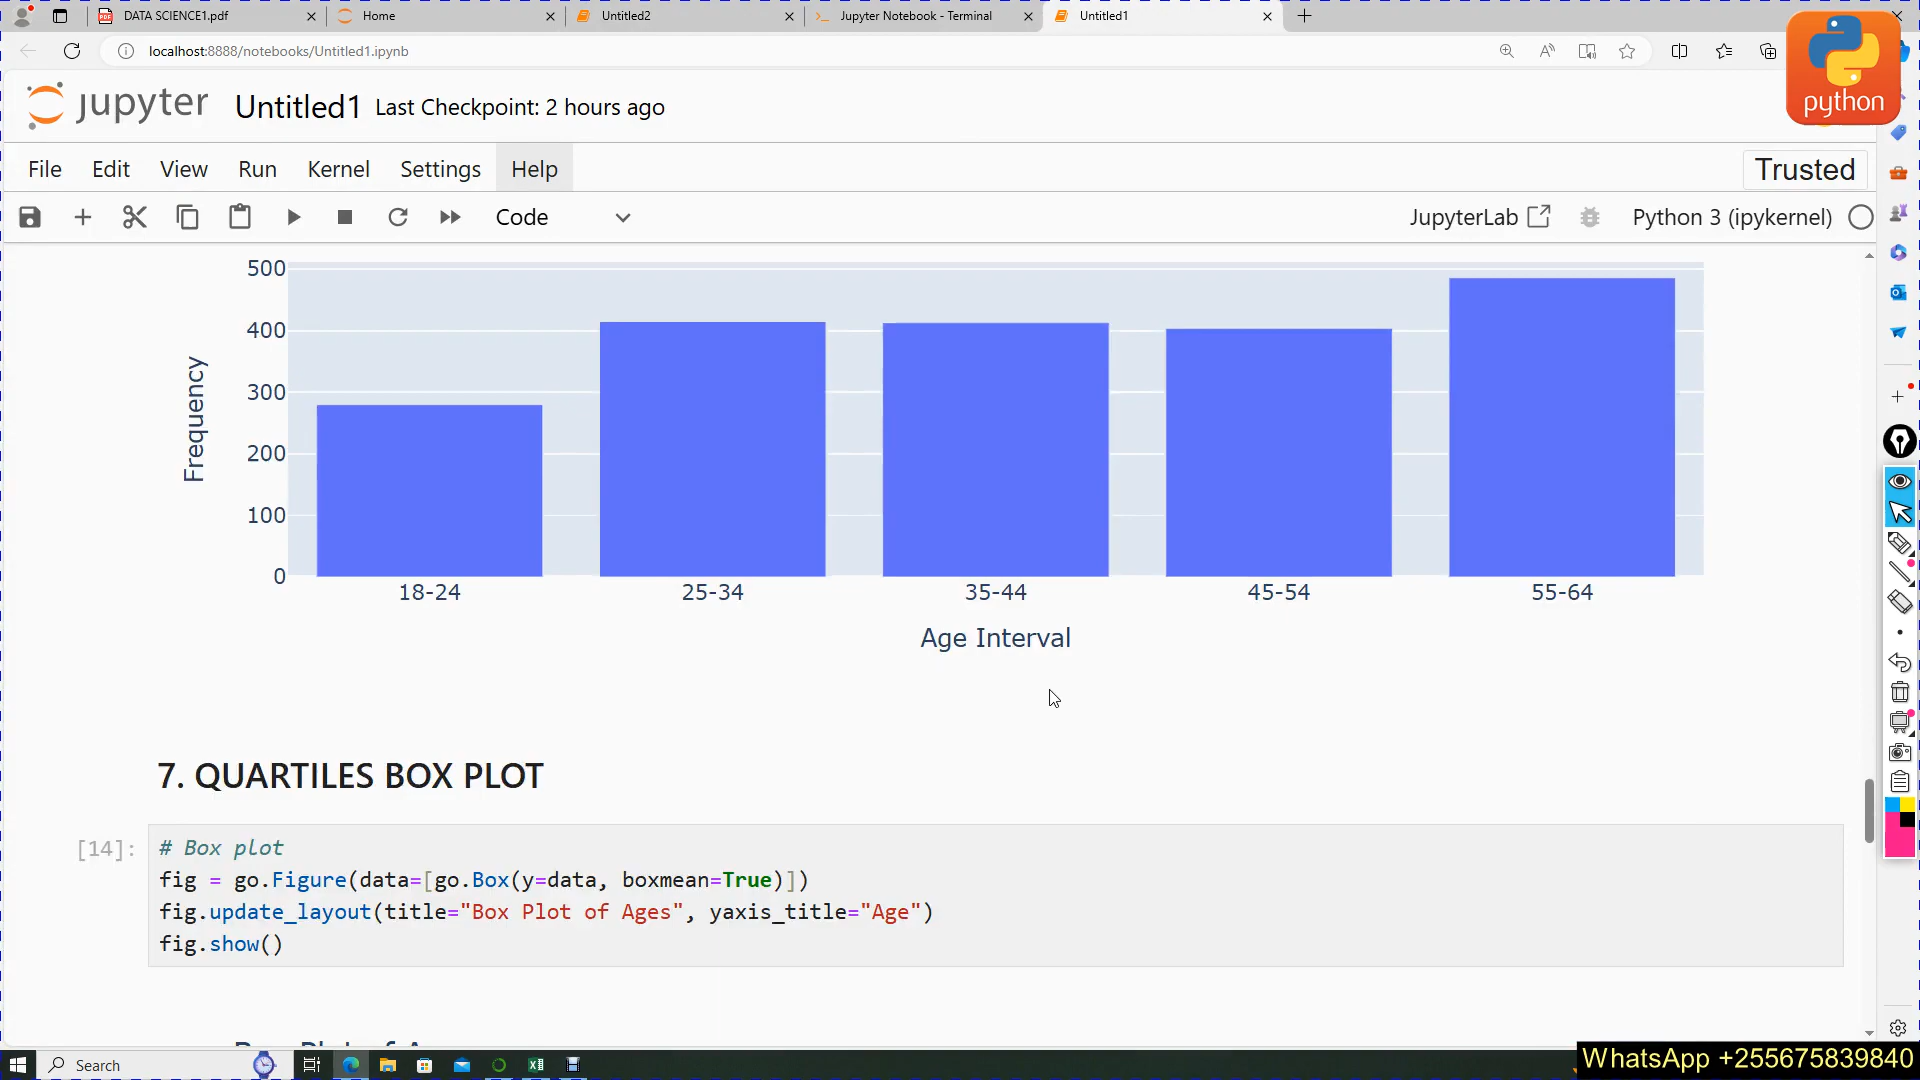 DATA SCIENCE1.pdf
Home
Untitled2
Jupyter Notebook - Terminal
Untitled1
localhost:8888/notebooks/Untitled1.ipynb
python
jupyter Untitled1 Last Checkpoint: 2 hours ago
File Edit View Run Kernel Settings Help
Trusted
Code
JupyterLab
Python 3 (ipykernel)
500
400
300
200
100
0
Frequency
18-24 25-34 35-44 45-54 55-64
Age Interval
7. QUARTILES BOX PLOT
[14]:
# Box plot
fig = go.Figure(data=[go.Box(y=data, boxmean=True)])
fig.update_layout(title="Box Plot of Ages", yaxis_title="Age")
fig.show()
Search
WhatsApp +255675839840